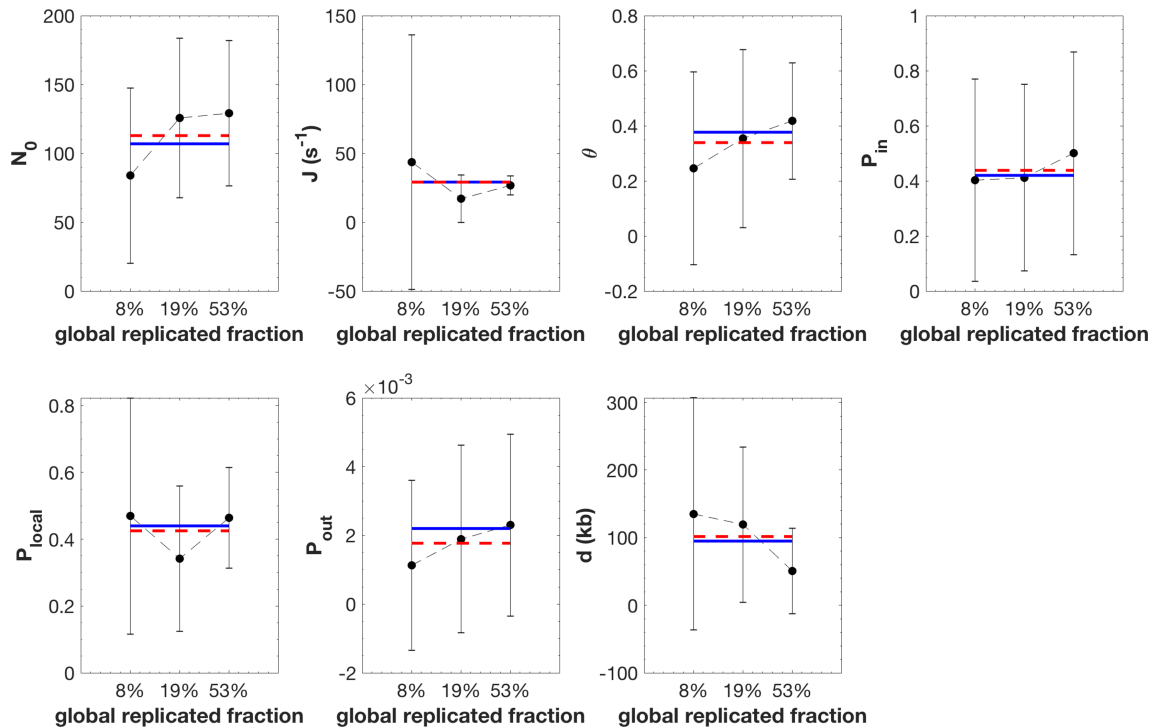 N0
200
150
100
50
0
8% 19% 53%
global replicated fraction
J (s-1)
150
100
50
0
-50
8% 19% 53%
global replicated fraction
θ
0.8
0.6
0.4
0.2
0
-0.2
8% 19% 53%
global replicated fraction
Pin
1
0.8
0.6
0.4
0.2
0
8% 19% 53%
global replicated fraction
Plocal
0.8
0.6
0.4
0.2
0
8% 19% 53%
global replicated fraction
Pout
×10-3
6
4
2
0
-2
8% 19% 53%
global replicated fraction
d (kb)
300
200
100
0
-100
8% 19% 53%
global replicated fraction